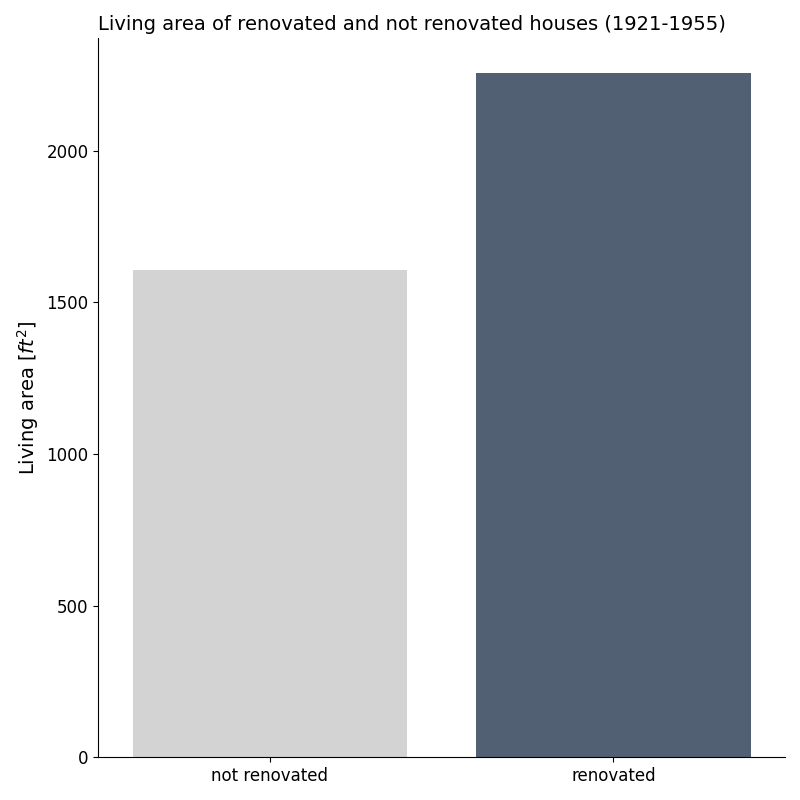 Living area of renovated and not renovated houses (1921-1955)
Living area [ft²]
2000
1500
1000
500
0
not renovated renovated